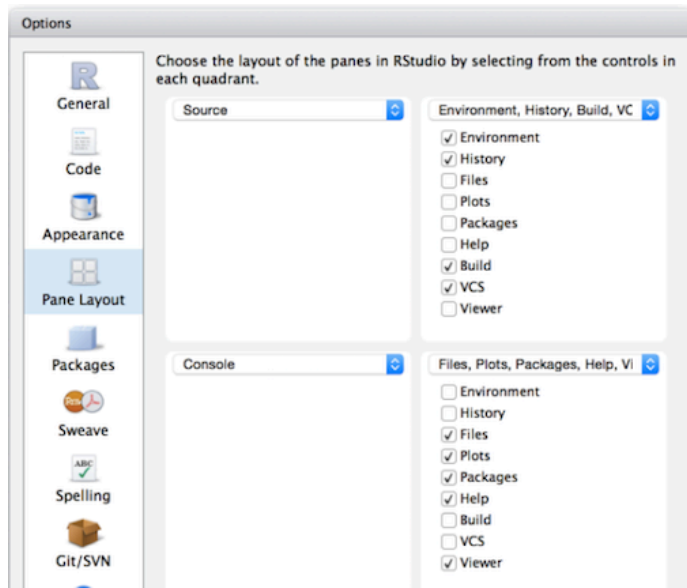 Options
Choose the layout of the panes in RStudio by selecting from the controls in
each quadrant.
R
General
Code
Appearance
Pane Layout
Packages
Sweave
ABC
Spelling
Git/SVN
Source
Environment, History, Build, VC
Environment
History
Files
Plots
Packages
Help
Build
VCS
Viewer
Console
Files, Plots, Packages, Help, Vi
Environment
History
Files
Plots
Packages
Help
Build
VCS
Viewer